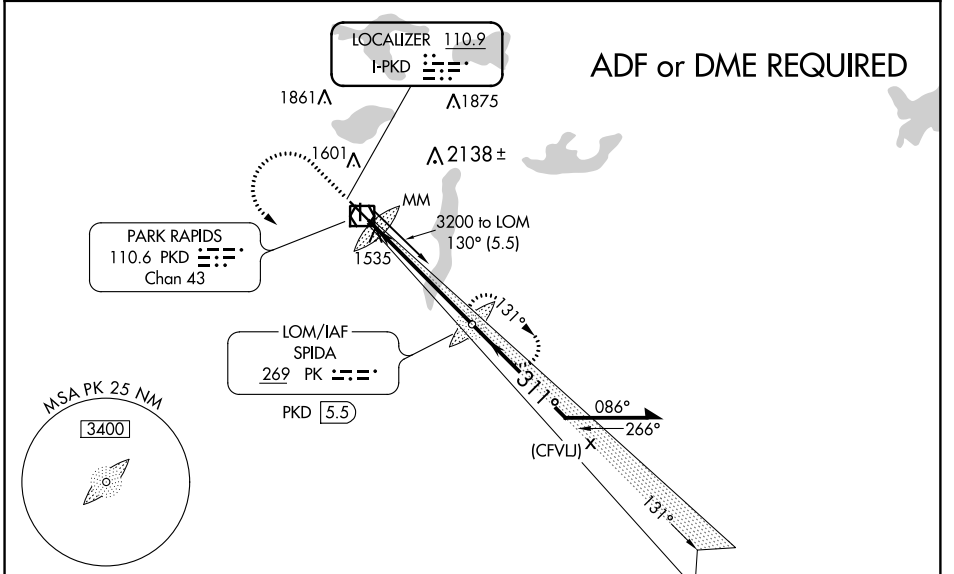 LOCALIZER 110.9
I-PKD
ADF or DME REQUIRED
1861
1875
1601
2138 ±
MM
3200 to LOM
130° (5.5)
PARK RAPIDS
110.6 PKD
Chan 43
1535
LOM/IAF
SPIDA
269 PK
PKD 5.5
131°
311°
086°
266°
(CFVLJ) x
131°
MSA PK 25 NM
3400